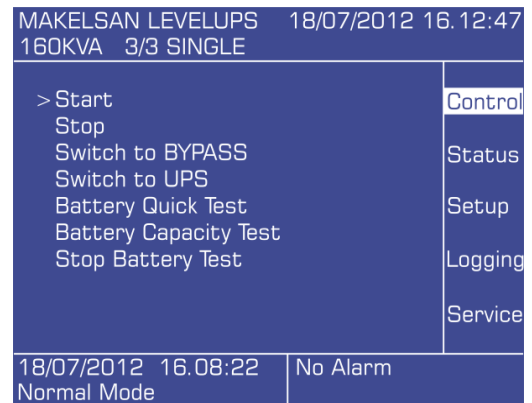 MAKELSAN LEVELUPS 18/07/2012 16.12:47
160KVA 3/3 SINGLE
> Start
Stop
Switch to BYPASS
Switch to UPS
Battery Quick Test
Battery Capacity Test
Stop Battery Test
Control
Status
Setup
Logging
Service
18/07/2012 16.08:22
Normal Mode
No Alarm